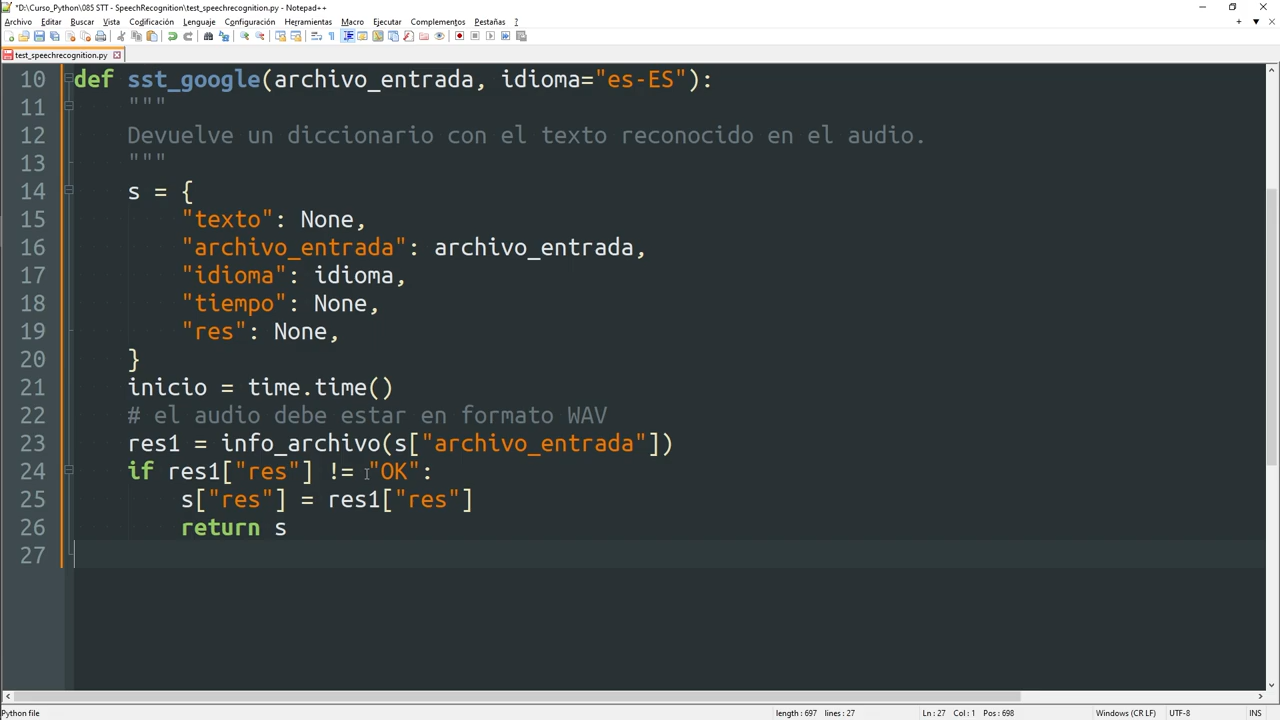 *D:\Curso_Python\085 STT - SpeechRecognition\test_speechrecognition.py - Notepad++
Archivo Editar Buscar Vista Codificación Lenguaje Configuración Herramientas Macro Ejecutar Complementos Pestañas ?
test_speechrecognition.py
10 def sst_google(archivo_entrada, idioma="es-ES"):
11 """
12 Devuelve un diccionario con el texto reconocido en el audio.
13 """
14 s = {
15 "texto": None,
16 "archivo_entrada": archivo_entrada,
17 "idioma": idioma,
18 "tiempo": None,
19 "res": None,
20 }
21 inicio = time.time()
22 # el audio debe estar en formato WAV
23 res1 = info_archivo(s["archivo_entrada"])
24 if res1["res"] != "OK":
25 s["res"] = res1["res"]
26 return s
27
Python file length : 697 lines : 27 Ln : 27 Col : 1 Pos : 698 Windows (CR LF) UTF-8 INS